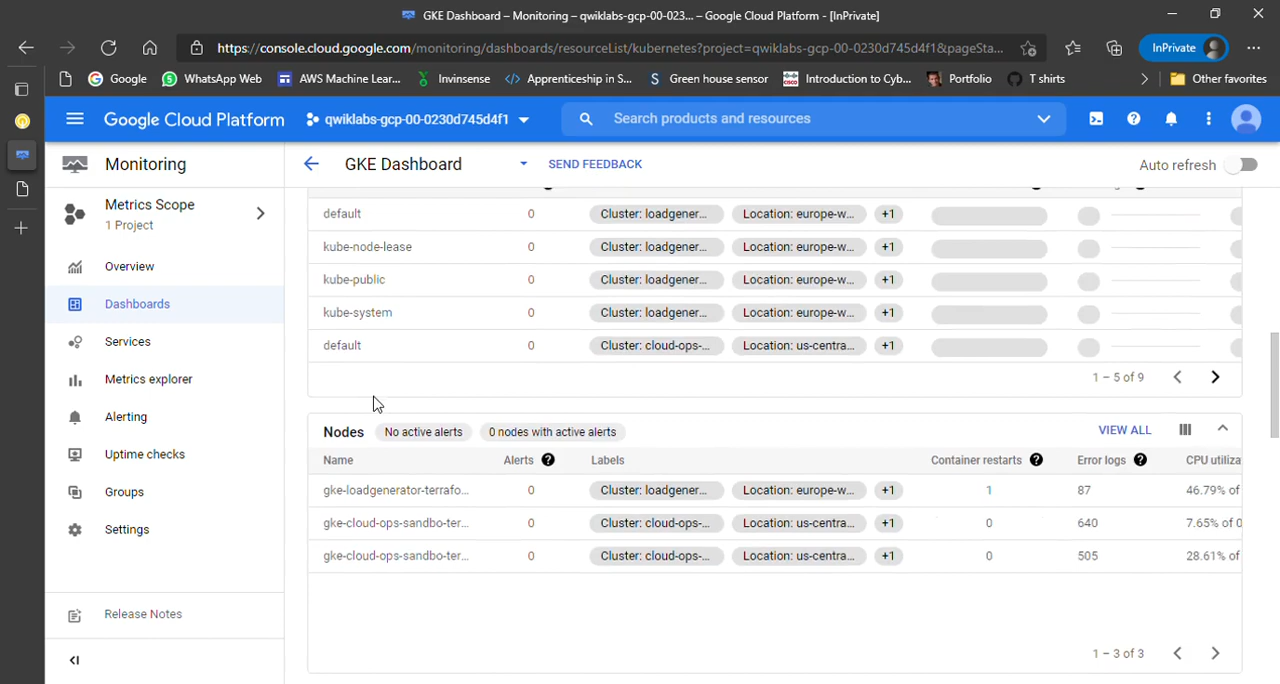 GKE Dashboard – Monitoring – qwiklabs-gcp-00-023... – Google Cloud Platform - [InPrivate]
https://console.cloud.google.com/monitoring/dashboards/resourceList/kubernetes?project=qwiklabs-gcp-00-0230d745d4f1&pageSta...
InPrivate
Google
WhatsApp Web
AWS Machine Lear...
Invinsense
Apprenticeship in S...
Green house sensor
Introduction to Cyb...
Portfolio
T shirts
Other favorites
Google Cloud Platform
qwiklabs-gcp-00-0230d745d4f1
Search products and resources
Monitoring
GKE Dashboard
SEND FEEDBACK
Auto refresh
Metrics Scope
1 Project
Overview
Dashboards
Services
Metrics explorer
Alerting
Uptime checks
Groups
Settings
Release Notes
default 0 Cluster: loadgener... Location: europe-w... +1
kube-node-lease 0 Cluster: loadgener... Location: europe-w... +1
kube-public 0 Cluster: loadgener... Location: europe-w... +1
kube-system 0 Cluster: loadgener... Location: europe-w... +1
default 0 Cluster: cloud-ops-... Location: us-centra... +1
1 – 5 of 9
Nodes No active alerts 0 nodes with active alerts VIEW ALL
Name Alerts Labels Container restarts Error logs CPU utiliza
gke-loadgenerator-terrafo... 0 Cluster: loadgener... Location: europe-w... +1 1 87 46.79% of
gke-cloud-ops-sandbo-ter... 0 Cluster: cloud-ops-... Location: us-centra... +1 0 640 7.65% of 0
gke-cloud-ops-sandbo-ter... 0 Cluster: cloud-ops-... Location: us-centra... +1 0 505 28.61% of
1 – 3 of 3